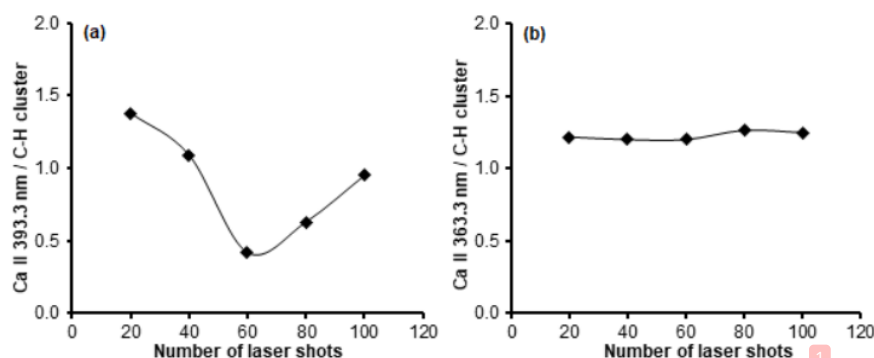 (a)
Ca II 393.3 nm / C-H cluster
2.0
1.5
1.0
0.5
0.0
0 20 40 60 80 100 120
Number of laser shots
(b)
Ca II 363.3 nm / C-H cluster
2.0
1.5
1.0
0.5
0.0
0 20 40 60 80 100 120
Number of laser shots
1